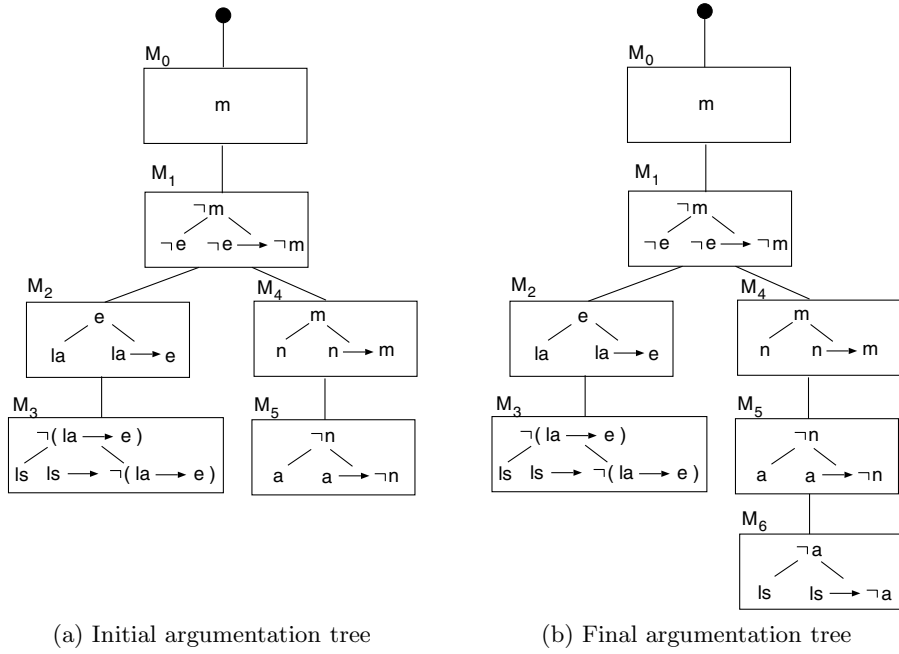 M0
m
M1
¬m
¬e ¬e → ¬m
M2
e
la la → e
M4
m
n n → m
M3
¬( la → e )
ls ls → ¬( la → e )
M5
¬n
a a → ¬n
(a) Initial argumentation tree
M0
m
M1
¬m
¬e ¬e → ¬m
M2
e
la la → e
M4
m
n n → m
M3
¬( la → e )
ls ls → ¬( la → e )
M5
¬n
a a → ¬n
M6
¬a
ls ls → ¬a
(b) Final argumentation tree